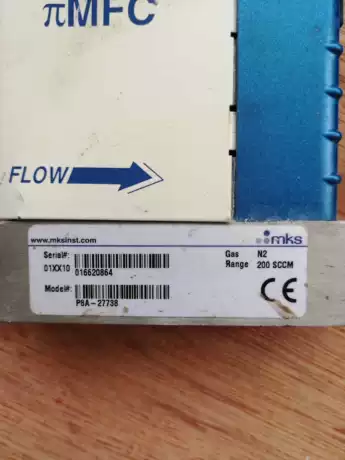 πMFC
FLOW
www.mksinst.com
mks
Serial#:
01XX10 016620864
Gas N2
Range 200 SCCM
Model#:
P8A-27738
CE